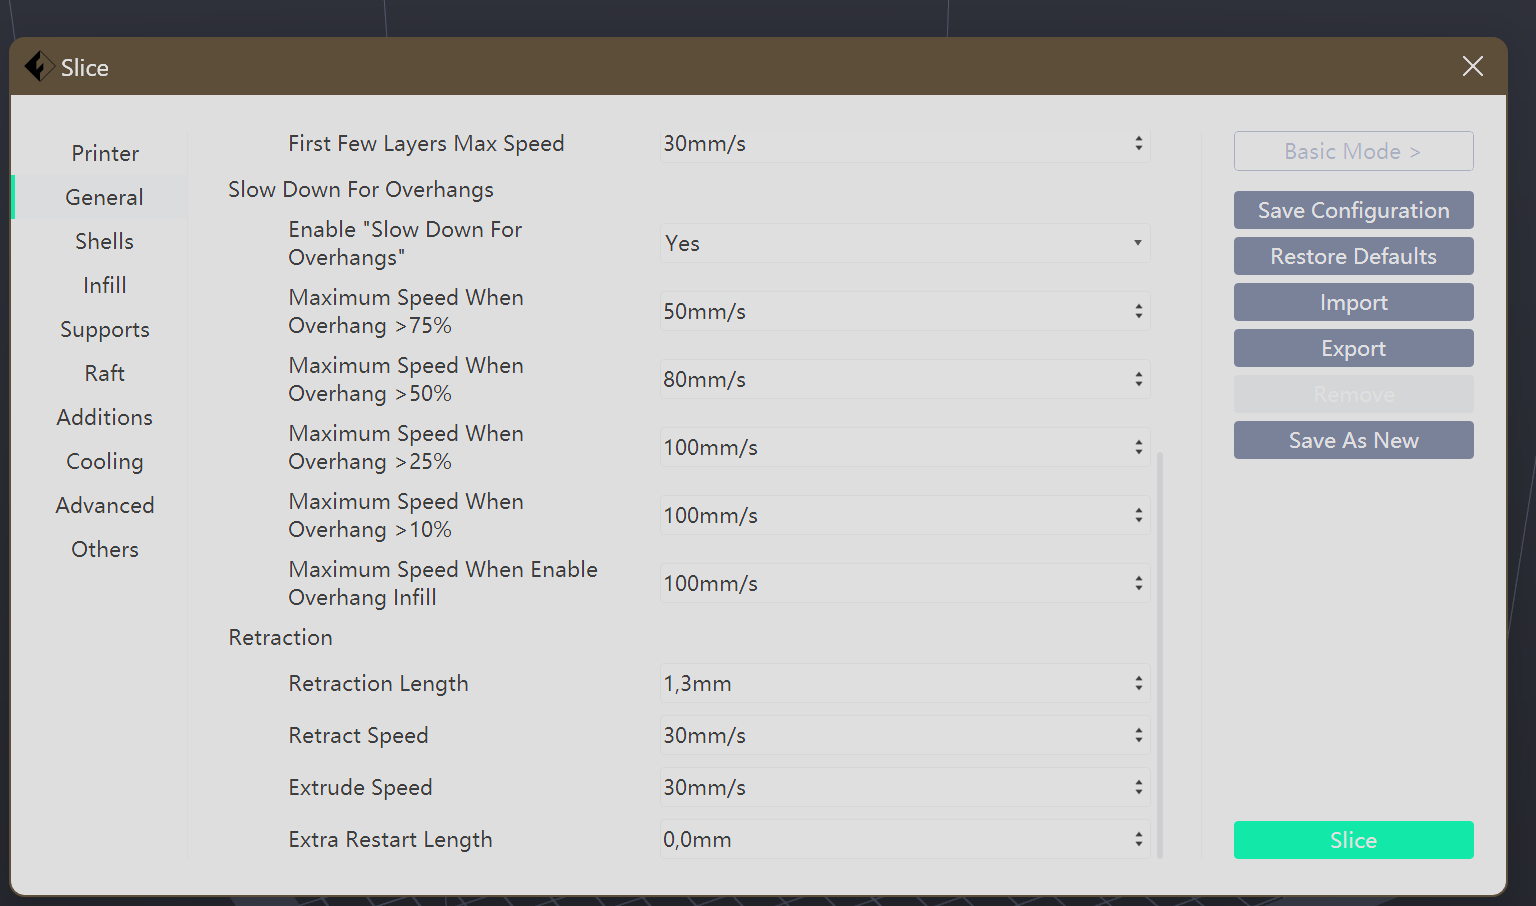 Slice
Printer
General
Shells
Infill
Supports
Raft
Additions
Cooling
Advanced
Others
First Few Layers Max Speed
30mm/s
Slow Down For Overhangs
Enable "Slow Down For
Overhangs"
Yes
Maximum Speed When
Overhang >75%
50mm/s
Maximum Speed When
Overhang >50%
80mm/s
Maximum Speed When
Overhang >25%
100mm/s
Maximum Speed When
Overhang >10%
100mm/s
Maximum Speed When Enable
Overhang Infill
100mm/s
Retraction
Retraction Length
1,3mm
Retract Speed
30mm/s
Extrude Speed
30mm/s
Extra Restart Length
0,0mm
Basic Mode >
Save Configuration
Restore Defaults
Import
Export
Remove
Save As New
Slice